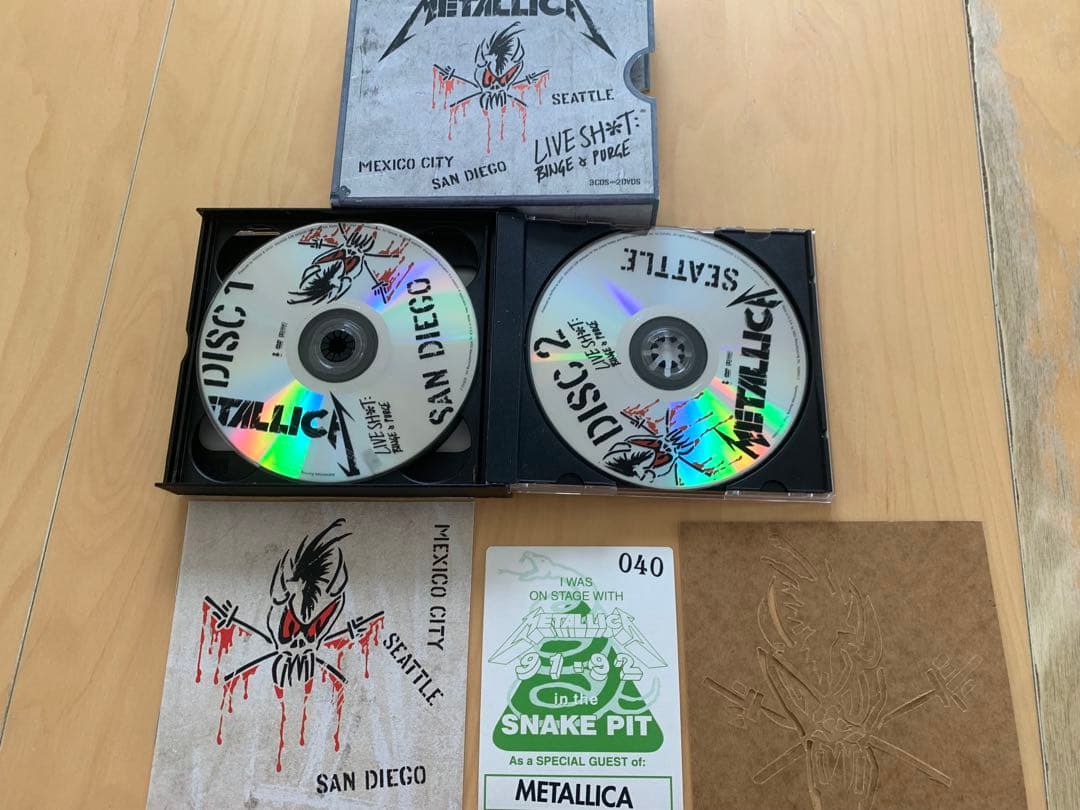 METALLICA
SEATTLE
MEXICO CITY
SAN DIEGO
LIVE SH*T:
BINGE & PURGE
3CDS + 2DVDS
DISC 1
SAN DIEGO
METALLICA
LIVE SH*T:
BINGE & PURGE
SEATTLE
DISC 2
LIVE SH*T:
BINGE & PURGE
METALLICA
MEXICO CITY
SEATTLE
SAN DIEGO
040
I WAS
ON STAGE WITH
METALLICA
91-92
in the
SNAKE PIT
As a SPECIAL GUEST of:
METALLICA